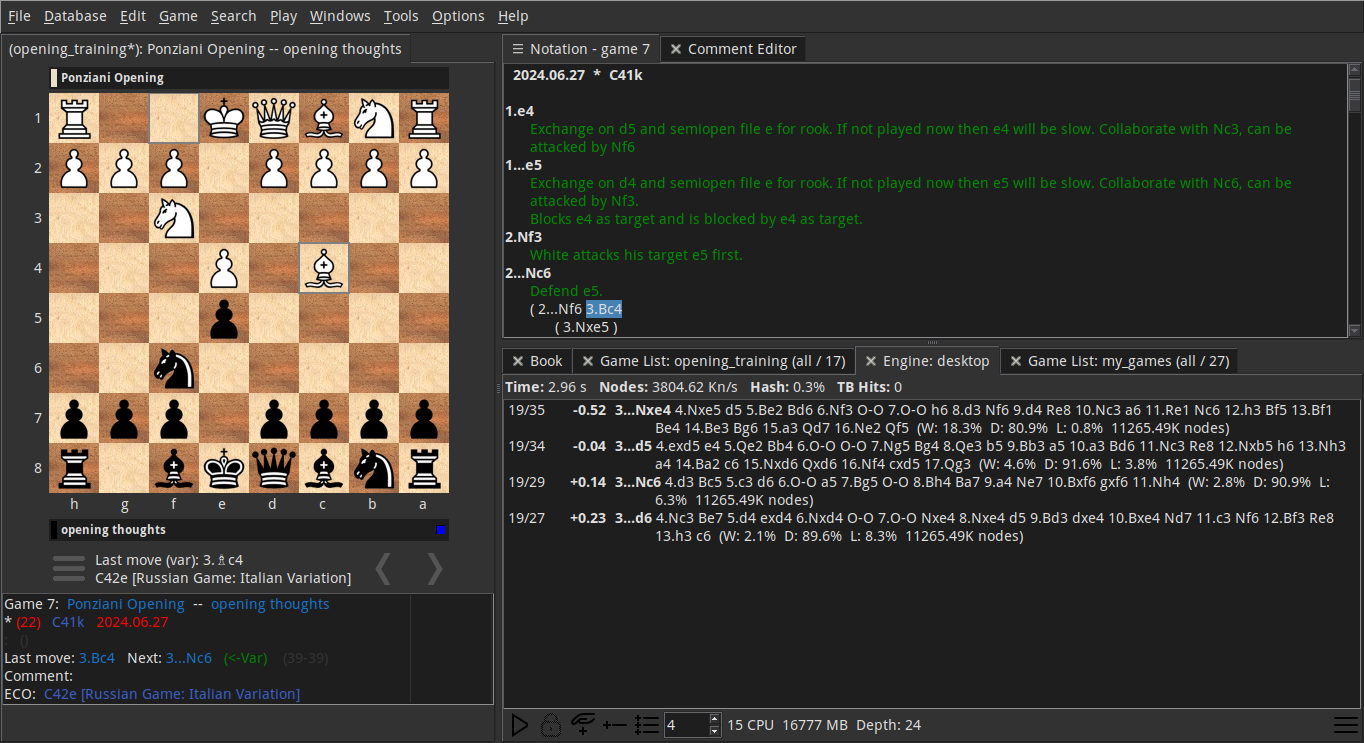 File Database Edit Game Search Play Windows Tools Options Help
(opening_training*): Ponziani Opening -- opening thoughts
Ponziani Opening
1
2
3
4
5
6
7
8
h g f e d c b a
opening thoughts
Last move (var): 3.♗c4
C42e [Russian Game: Italian Variation]
Game 7: Ponziani Opening -- opening thoughts
* (22) C41k 2024.06.27
: ()
Last move: 3.Bc4 Next: 3...Nc6 (<-Var) (39-39)
Comment:
ECO: C42e [Russian Game: Italian Variation]
☰ Notation - game 7 ✕ Comment Editor
2024.06.27 * C41k
1.e4
Exchange on d5 and semiopen file e for rook. If not played now then e4 will be slow. Collaborate with Nc3, can be
attacked by Nf6
1...e5
Exchange on d4 and semiopen file e for rook. If not played now then e5 will be slow. Collaborate with Nc6, can be
attacked by Nf3.
Blocks e4 as target and is blocked by e4 as target.
2.Nf3
White attacks his target e5 first.
2...Nc6
Defend e5.
( 2...Nf6 3.Bc4
( 3.Nxe5 )
✕ Book ✕ Game List: opening_training (all / 17) ✕ Engine: desktop ✕ Game List: my_games (all / 27)
Time: 2.96 s Nodes: 3804.62 Kn/s Hash: 0.3% TB Hits: 0
19/35 -0.52 3...Nxe4 4.Nxe5 d5 5.Be2 Bd6 6.Nf3 O-O 7.O-O h6 8.d3 Nf6 9.d4 Re8 10.Nc3 a6 11.Re1 Nc6 12.h3 Bf5 13.Bf1
Be4 14.Be3 Bg6 15.a3 Qd7 16.Ne2 Qf5 (W: 18.3% D: 80.9% L: 0.8% 11265.49K nodes)
19/34 -0.04 3...d5 4.exd5 e4 5.Qe2 Bb4 6.O-O O-O 7.Ng5 Bg4 8.Qe3 b5 9.Bb3 a5 10.a3 Bd6 11.Nc3 Re8 12.Nxb5 h6 13.Nh3
a4 14.Ba2 c6 15.Nxd6 Qxd6 16.Nf4 cxd5 17.Qg3 (W: 4.6% D: 91.6% L: 3.8% 11265.49K nodes)
19/29 +0.14 3...Nc6 4.d3 Bc5 5.c3 d6 6.O-O a5 7.Bg5 O-O 8.Bh4 Ba7 9.a4 Ne7 10.Bxf6 gxf6 11.Nh4 (W: 2.8% D: 90.9% L:
6.3% 11265.49K nodes)
19/27 +0.23 3...d6 4.Nc3 Be7 5.d4 exd4 6.Nxd4 O-O 7.O-O Nxe4 8.Nxe4 d5 9.Bd3 dxe4 10.Bxe4 Nd7 11.c3 Nf6 12.Bf3 Re8
13.h3 c6 (W: 2.1% D: 89.6% L: 8.3% 11265.49K nodes)
4 15 CPU 16777 MB Depth: 24